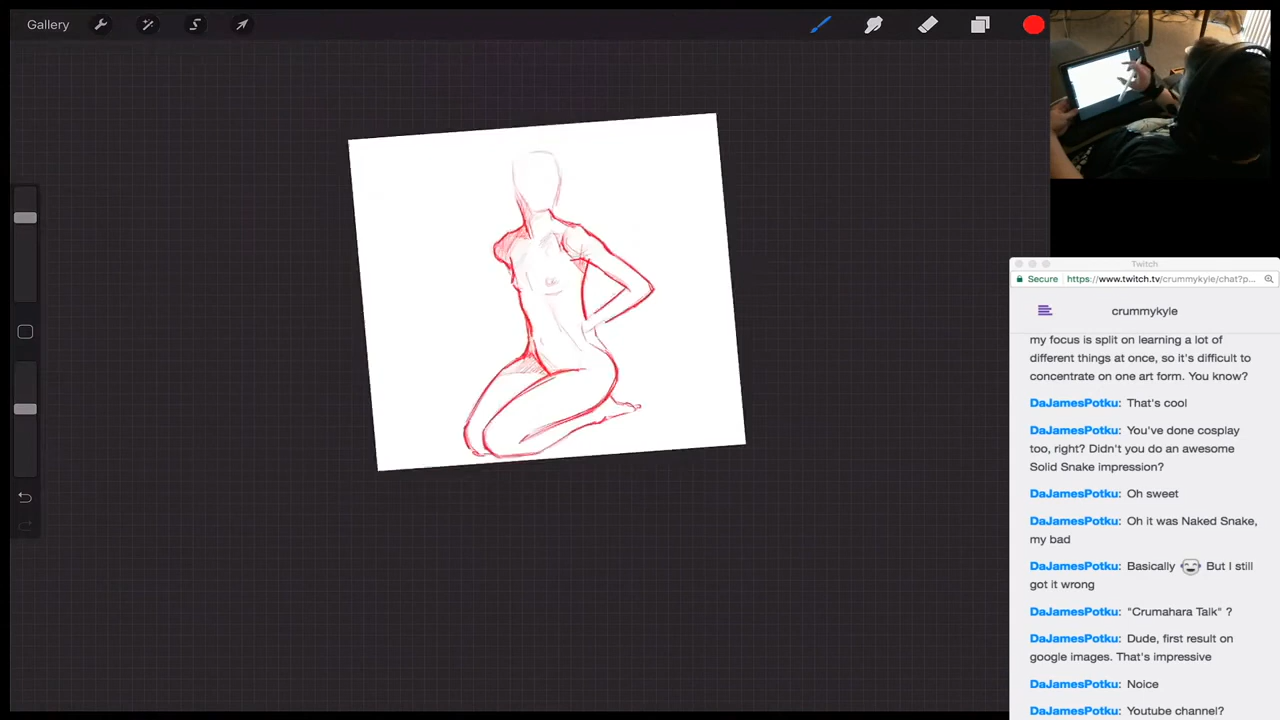 Gallery
Twitch
Secure https://www.twitch.tv/crummykyle/chat?p...
crummykyle
my focus is split on learning a lot of
different things at once, so it's difficult to
concentrate on one art form. You know?
DaJamesPotku: That's cool
DaJamesPotku: You've done cosplay
too, right? Didn't you do an awesome
Solid Snake impression?
DaJamesPotku: Oh sweet
DaJamesPotku: Oh it was Naked Snake,
my bad
DaJamesPotku: Basically But I still
got it wrong
DaJamesPotku: "Crumahara Talk" ?
DaJamesPotku: Dude, first result on
google images. That's impressive
DaJamesPotku: Noice
DaJamesPotku: Youtube channel?